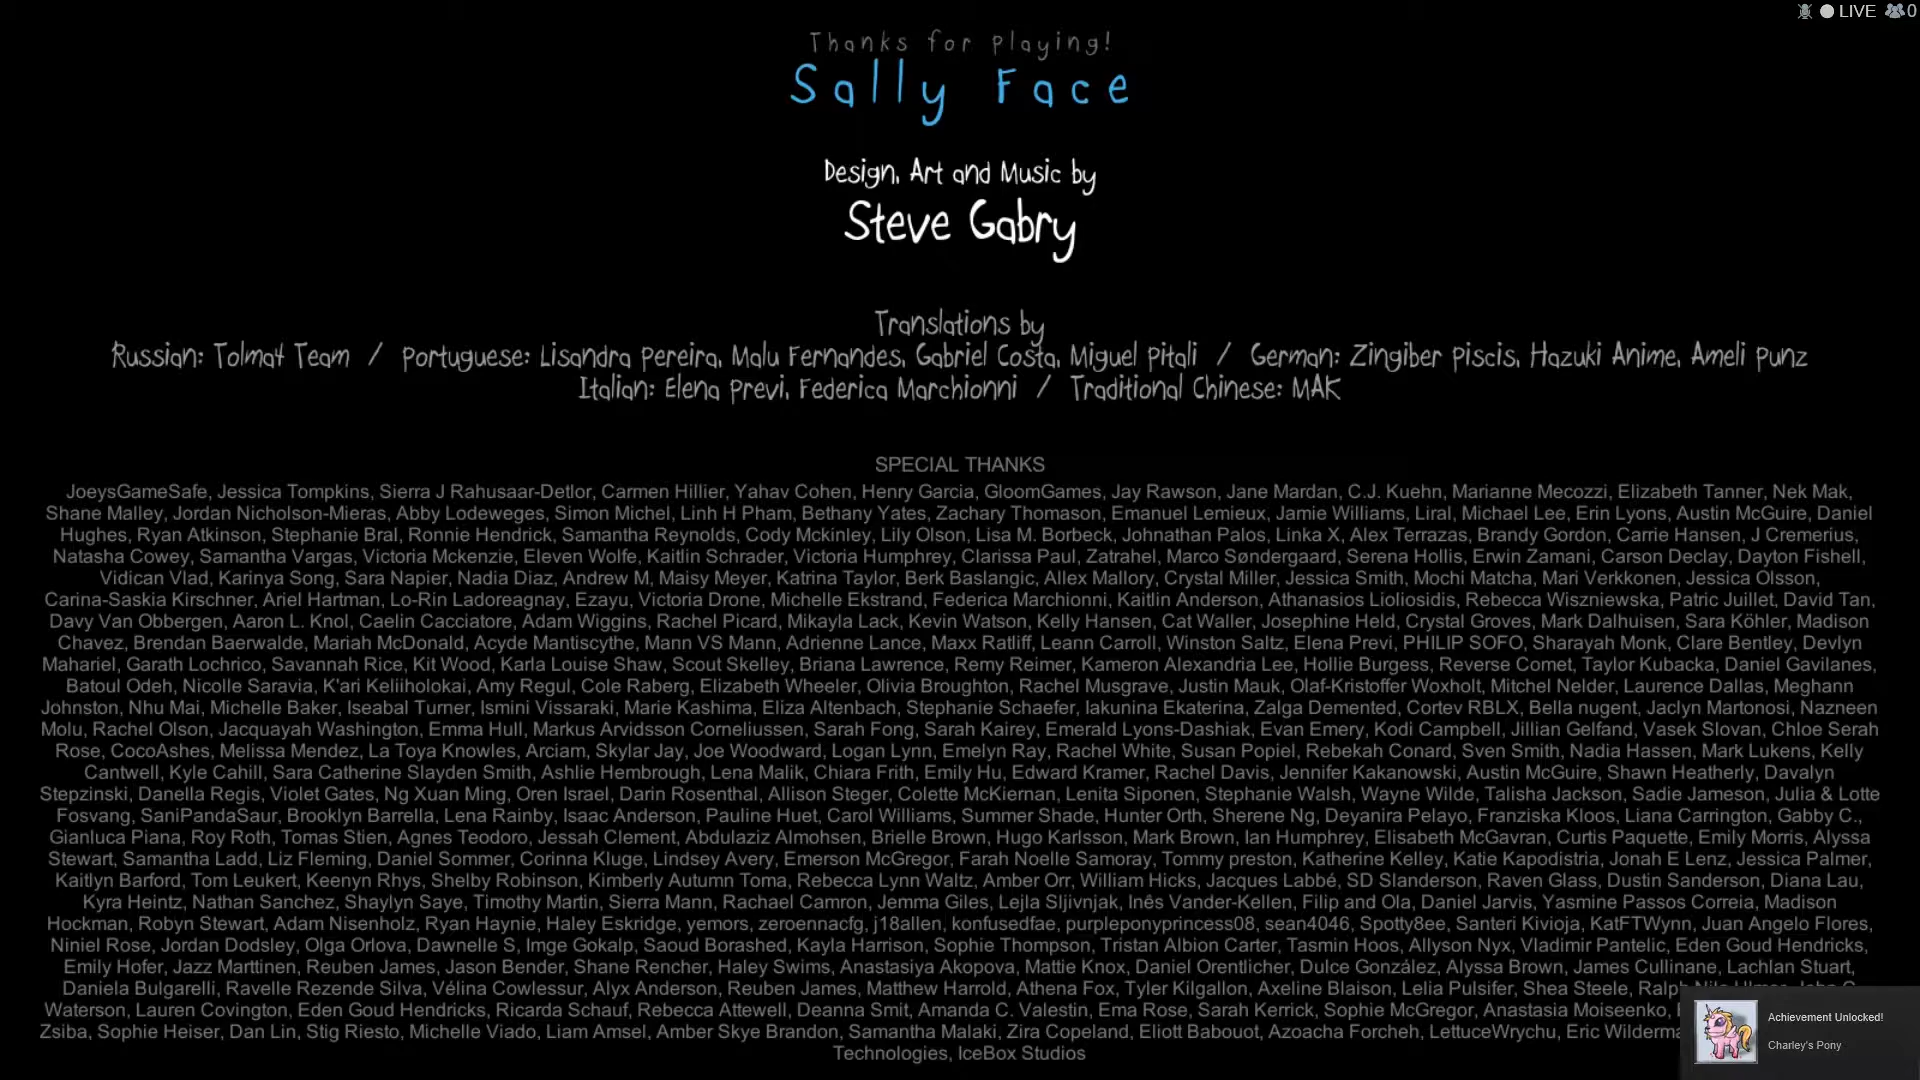 LIVE 0
Thanks for playing!
Sally Face
Design, Art and Music by
Steve Gabry
Translations by
Russian: Tolma4 Team / Portuguese: Lisandra Pereira, Malu Fernandes, Gabriel Costa, Miguel Pitali / German: Zingiber Piscis, Hazuki Anime, Ameli Punz
Italian: Elena Previ, Federica Marchionni / Traditional Chinese: MAK
SPECIAL THANKS
JoeysGameSafe, Jessica Tompkins, Sierra J Rahusaar-Detlor, Carmen Hillier, Yahav Cohen, Henry Garcia, GloomGames, Jay Rawson, Jane Mardan, C.J. Kuehn, Marianne Mecozzi, Elizabeth Tanner, Nek Mak,
Shane Malley, Jordan Nicholson-Mieras, Abby Lodeweges, Simon Michel, Linh H Pham, Bethany Yates, Zachary Thomason, Emanuel Lemieux, Jamie Williams, Liral, Michael Lee, Erin Lyons, Austin McGuire, Daniel
Hughes, Ryan Atkinson, Stephanie Bral, Ronnie Hendrick, Samantha Reynolds, Cody Mckinley, Lily Olson, Lisa M. Borbeck, Johnathan Palos, Linka X, Alex Terrazas, Brandy Gordon, Carrie Hansen, J Cremerius,
Natasha Cowey, Samantha Vargas, Victoria Mckenzie, Eleven Wolfe, Kaitlin Schrader, Victoria Humphrey, Clarissa Paul, Zatrahel, Marco Søndergaard, Serena Hollis, Erwin Zamani, Carson Declay, Dayton Fishell,
Vidican Vlad, Karinya Song, Sara Napier, Nadia Diaz, Andrew M, Maisy Meyer, Katrina Taylor, Berk Baslangic, Allex Mallory, Crystal Miller, Jessica Smith, Mochi Matcha, Mari Verkkonen, Jessica Olsson,
Carina-Saskia Kirschner, Ariel Hartman, Lo-Rin Ladoreagnay, Ezayu, Victoria Drone, Michelle Ekstrand, Federica Marchionni, Kaitlin Anderson, Athanasios Lioliosidis, Rebecca Wiszniewska, Patric Juillet, David Tan,
Davy Van Obbergen, Aaron L. Knol, Caelin Cacciatore, Adam Wiggins, Rachel Picard, Mikayla Lack, Kevin Watson, Kelly Hansen, Cat Waller, Josephine Held, Crystal Groves, Mark Dalhuisen, Sara Köhler, Madison
Chavez, Brendan Baerwalde, Mariah McDonald, Acyde Mantiscythe, Mann VS Mann, Adrienne Lance, Maxx Ratliff, Leann Carroll, Winston Saltz, Elena Previ, PHILIP SOFO, Sharayah Monk, Clare Bentley, Devlyn
Mahariel, Garath Lochrico, Savannah Rice, Kit Wood, Karla Louise Shaw, Scout Skelley, Briana Lawrence, Remy Reimer, Kameron Alexandria Lee, Hollie Burgess, Reverse Comet, Taylor Kubacka, Daniel Gavilanes,
Batoul Odeh, Nicolle Saravia, K'ari Keliiholokai, Amy Regul, Cole Raberg, Elizabeth Wheeler, Olivia Broughton, Rachel Musgrave, Justin Mauk, Olaf-Kristoffer Woxholt, Mitchel Nelder, Laurence Dallas, Meghann
Johnston, Nhu Mai, Michelle Baker, Iseabal Turner, Ismini Vissaraki, Marie Kashima, Eliza Altenbach, Stephanie Schaefer, Iakunina Ekaterina, Zalga Demented, Cortev RBLX, Bella nugent, Jaclyn Martonosi, Nazneen
Molu, Rachel Olson, Jacquayah Washington, Emma Hull, Markus Arvidsson Corneliussen, Sarah Fong, Sarah Kairey, Emerald Lyons-Dashiak, Evan Emery, Kodi Campbell, Jillian Gelfand, Vasek Slovan, Chloe Serah
Rose, CocoAshes, Melissa Mendez, La Toya Knowles, Arciam, Skylar Jay, Joe Woodward, Logan Lynn, Emelyn Ray, Rachel White, Susan Popiel, Rebekah Conard, Sven Smith, Nadia Hassen, Mark Lukens, Kelly
Cantwell, Kyle Cahill, Sara Catherine Slayden Smith, Ashlie Hembrough, Lena Malik, Chiara Frith, Emily Hu, Edward Kramer, Rachel Davis, Jennifer Kakanowski, Austin McGuire, Shawn Heatherly, Davalyn
Stepzinski, Danella Regis, Violet Gates, Ng Xuan Ming, Oren Israel, Darin Rosenthal, Allison Steger, Colette McKiernan, Lenita Siponen, Stephanie Walsh, Wayne Wilde, Talisha Jackson, Sadie Jameson, Julia & Lotte
Fosvang, SaniPandaSaur, Brooklyn Barrella, Lena Rainby, Isaac Anderson, Pauline Huet, Carol Williams, Summer Shade, Hunter Orth, Sherene Ng, Deyanira Pelayo, Franziska Kloos, Liana Carrington, Gabby C.,
Gianluca Piana, Roy Roth, Tomas Stien, Agnes Teodoro, Jessah Clement, Abdulaziz Almohsen, Brielle Brown, Hugo Karlsson, Mark Brown, Ian Humphrey, Elisabeth McGavran, Curtis Paquette, Emily Morris, Alyssa
Stewart, Samantha Ladd, Liz Fleming, Daniel Sommer, Corinna Kluge, Lindsey Avery, Emerson McGregor, Farah Noelle Samoray, Tommy preston, Katherine Kelley, Katie Kapodistria, Jonah E Lenz, Jessica Palmer,
Kaitlyn Barford, Tom Leukert, Keenyn Rhys, Shelby Robinson, Kimberly Autumn Toma, Rebecca Lynn Waltz, Amber Orr, William Hicks, Jacques Labbé, SD Slanderson, Raven Glass, Dustin Sanderson, Diana Lau,
Kyra Heintz, Nathan Sanchez, Shaylyn Saye, Timothy Martin, Sierra Mann, Rachael Camron, Jemma Giles, Lejla Sljivnjak, Inês Vander-Kellen, Filip and Ola, Daniel Jarvis, Yasmine Passos Correia, Madison
Hockman, Robyn Stewart, Adam Nisenholz, Ryan Haynie, Haley Eskridge, yemors, zeroennacfg, j18allen, konfusedfae, purpleponyprincess08, sean4046, Spotty8ee, Santeri Kivioja, KatFTWynn, Juan Angelo Flores,
Niniel Rose, Jordan Dodsley, Olga Orlova, Dawnelle S, Imge Gokalp, Saoud Borashed, Kayla Harrison, Sophie Thompson, Tristan Albion Carter, Tasmin Hoos, Allyson Nyx, Vladimir Pantelic, Eden Goud Hendricks,
Emily Hofer, Jazz Marttinen, Reuben James, Jason Bender, Shane Rencher, Haley Swims, Anastasiya Akopova, Mattie Knox, Daniel Orentlicher, Dulce González, Alyssa Brown, James Cullinane, Lachlan Stuart,
Daniela Bulgarelli, Ravelle Rezende Silva, Vélina Cowlessur, Alyx Anderson, Reuben James, Matthew Harrold, Athena Fox, Tyler Kilgallon, Axeline Blaison, Lelia Pulsifer, Shea Steele,
Waterson, Lauren Covington, Eden Goud Hendricks, Ricarda Schauf, Rebecca Attewell, Deanna Smit, Amanda C. Valestin, Ema Rose, Sarah Kerrick, Sophie McGregor, Anastasia Moiseenko,
Zsiba, Sophie Heiser, Dan Lin, Stig Riesto, Michelle Viado, Liam Amsel, Amber Skye Brandon, Samantha Malaki, Zira Copeland, Eliott Babouot, Azoacha Forcheh, LettuceWrychu, Eric
Technologies, IceBox Studios
Achievement Unlocked!
Charley's Pony